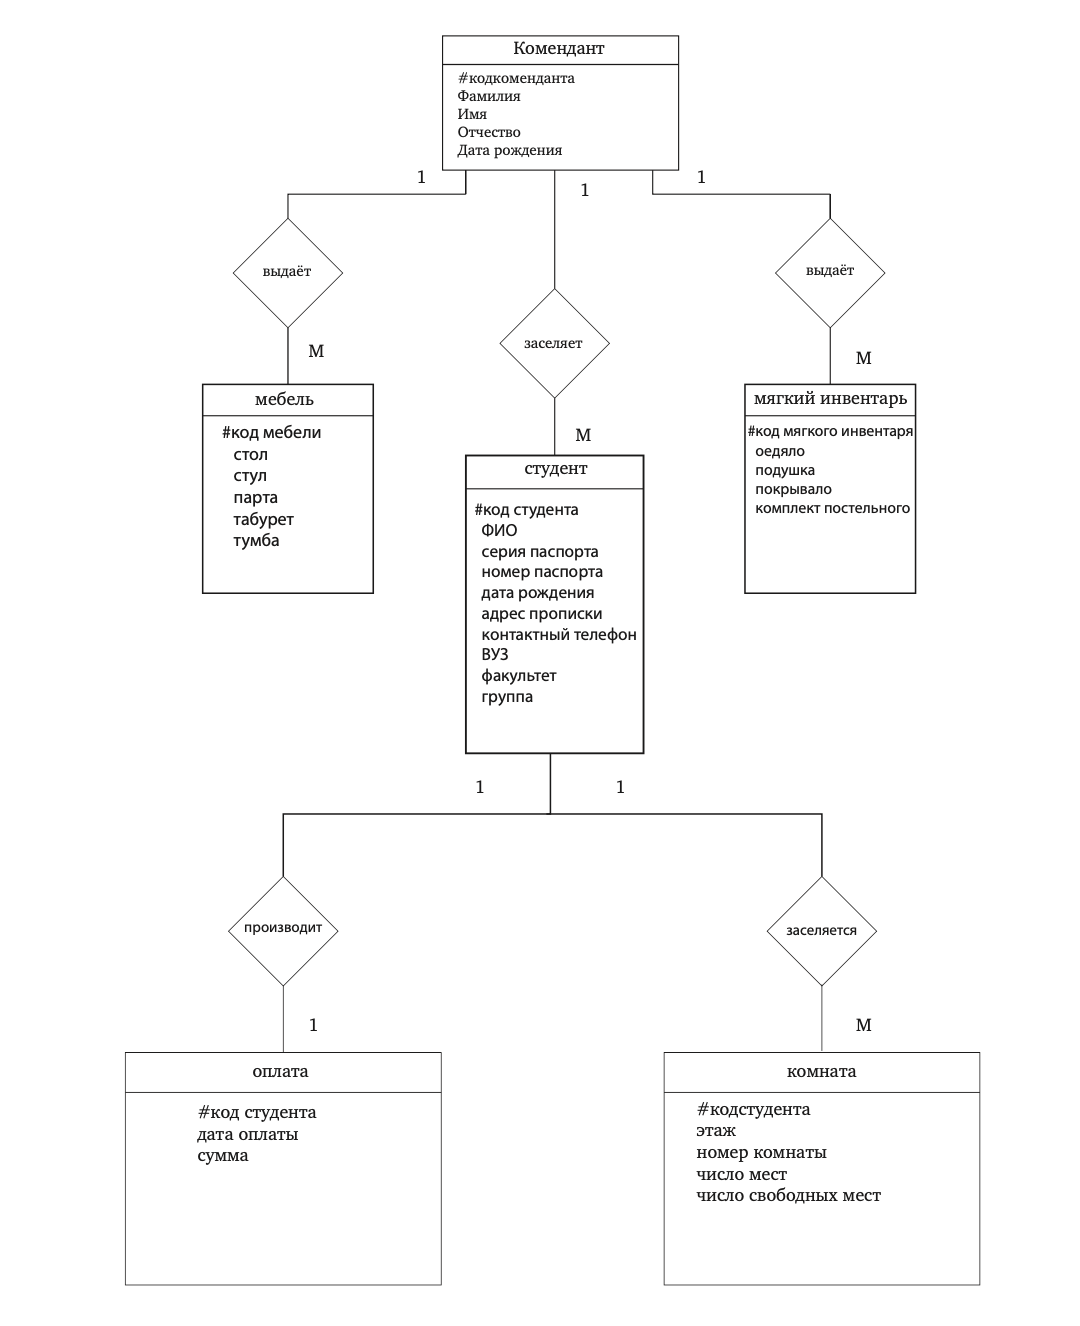 Комендант
#кодкоменданта
Фамилия
Имя
Отчество
Дата рождения
1
1
1
выдаёт
заселяет
выдаёт
М
М
М
мебель
#код мебели
стол
стул
парта
табурет
тумба
студент
#код студента
ФИО
серия паспорта
номер паспорта
дата рождения
адрес прописки
контактный телефон
ВУЗ
факультет
группа
мягкий инвентарь
#код мягкого инвентаря
оедяло
подушка
покрывало
комплект постельного
1
1
производит
заселяется
1
М
оплата
#код студента
дата оплаты
сумма
комната
#кодстудента
этаж
номер комнаты
число мест
число свободных мест